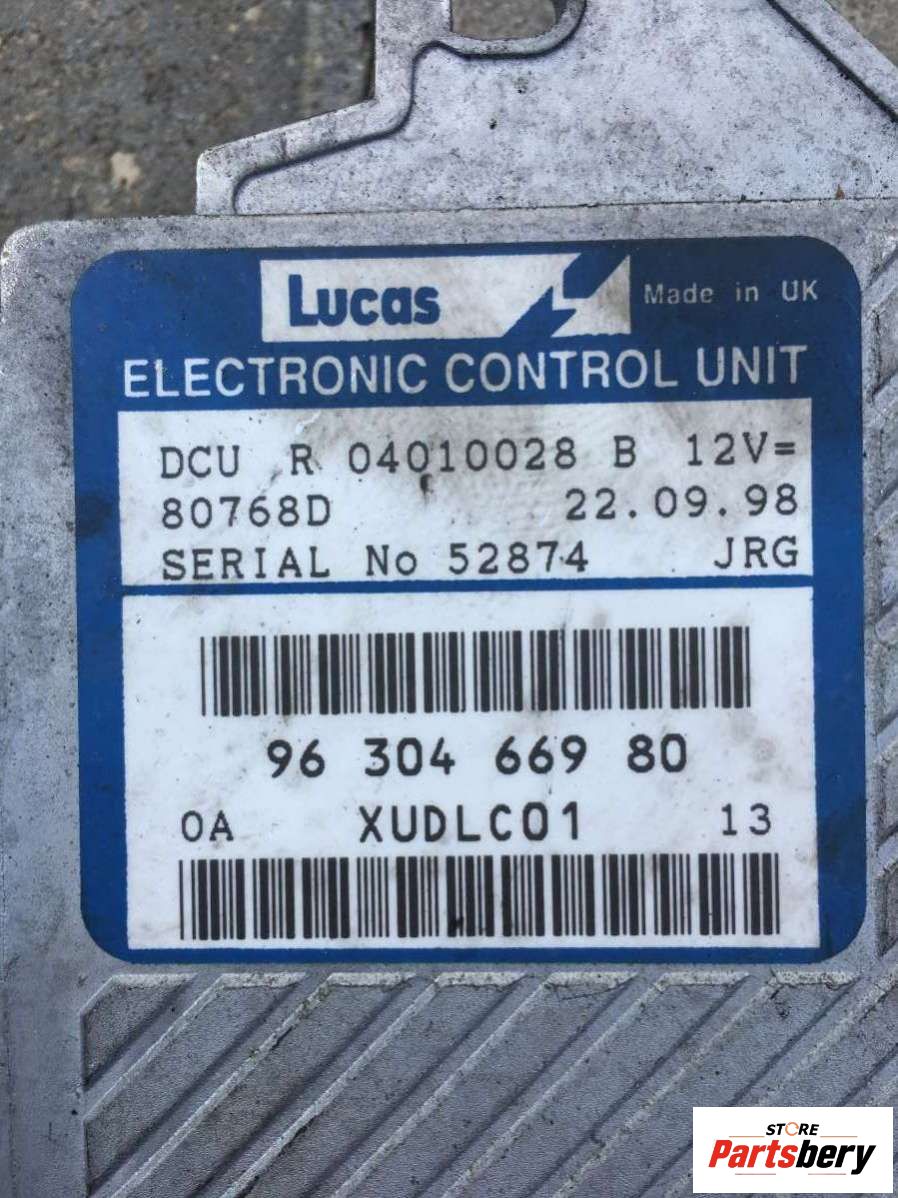 Lucas
Made in UK
ELECTRONIC CONTROL UNIT
DCU R 04010028 B 12V=
80768D 22.09.98
SERIAL No 52874 JRG
96 304 669 80
0A XUDLC01 13
STORE
Partsbery